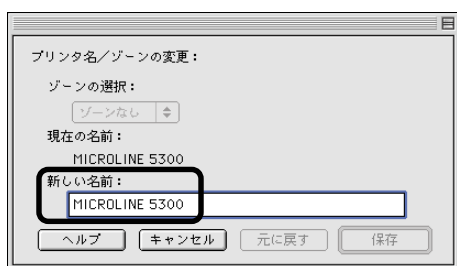 プリンタ名／ゾーンの変更：
ゾーンの選択：
ゾーンなし
現在の名前：
MICROLINE 5300
新しい名前：
MICROLINE 5300
ヘルプ キャンセル 元に戻す 保存